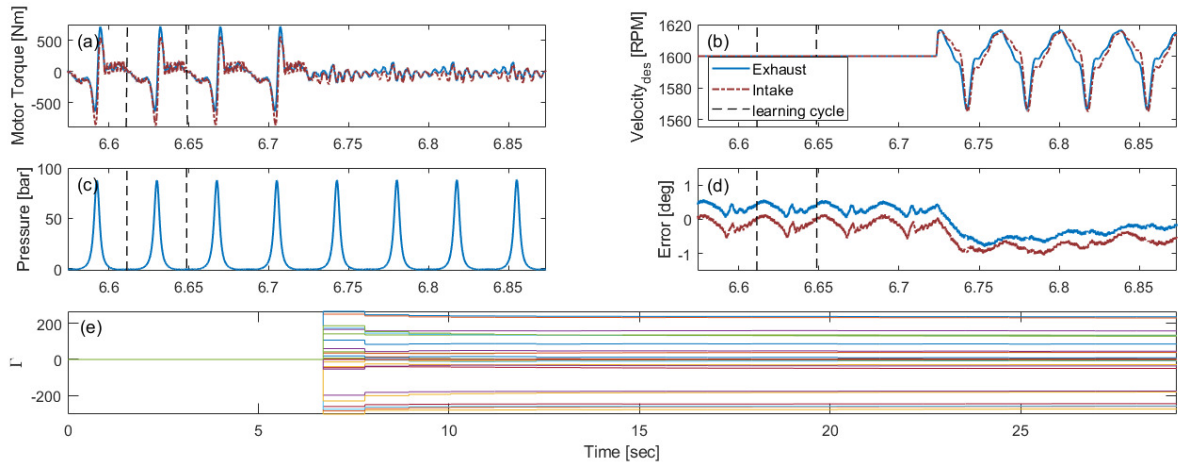 (a)
Motor Torque [Nm]
500
0
-500
6.6 6.65 6.7 6.75 6.8 6.85
(b)
Velocity_des [RPM]
1620
1600
1580
1560
Exhaust
Intake
learning cycle
6.6 6.65 6.7 6.75 6.8 6.85
(c)
Pressure [bar]
100
50
0
6.6 6.65 6.7 6.75 6.8 6.85
(d)
Error [deg]
1
0
-1
6.6 6.65 6.7 6.75 6.8 6.85
(e)
Γ
200
0
-200
0 5 10 15 20 25
Time [sec]